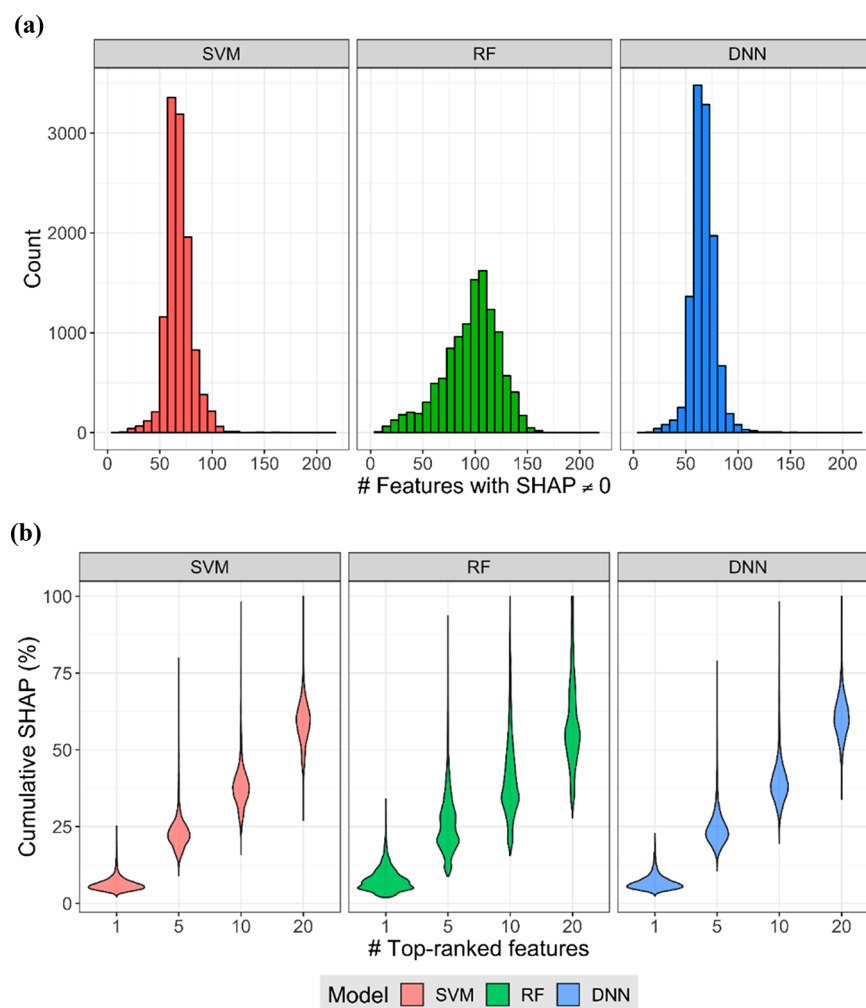 (a)
SVM RF DNN
3000
2000
1000
0
Count
0 50 100 150 200 0 50 100 150 200 0 50 100 150 200
# Features with SHAP ≠ 0
(b)
SVM RF DNN
100
75
50
25
0
Cumulative SHAP (%)
1 5 10 20 1 5 10 20 1 5 10 20
# Top-ranked features
Model SVM RF DNN